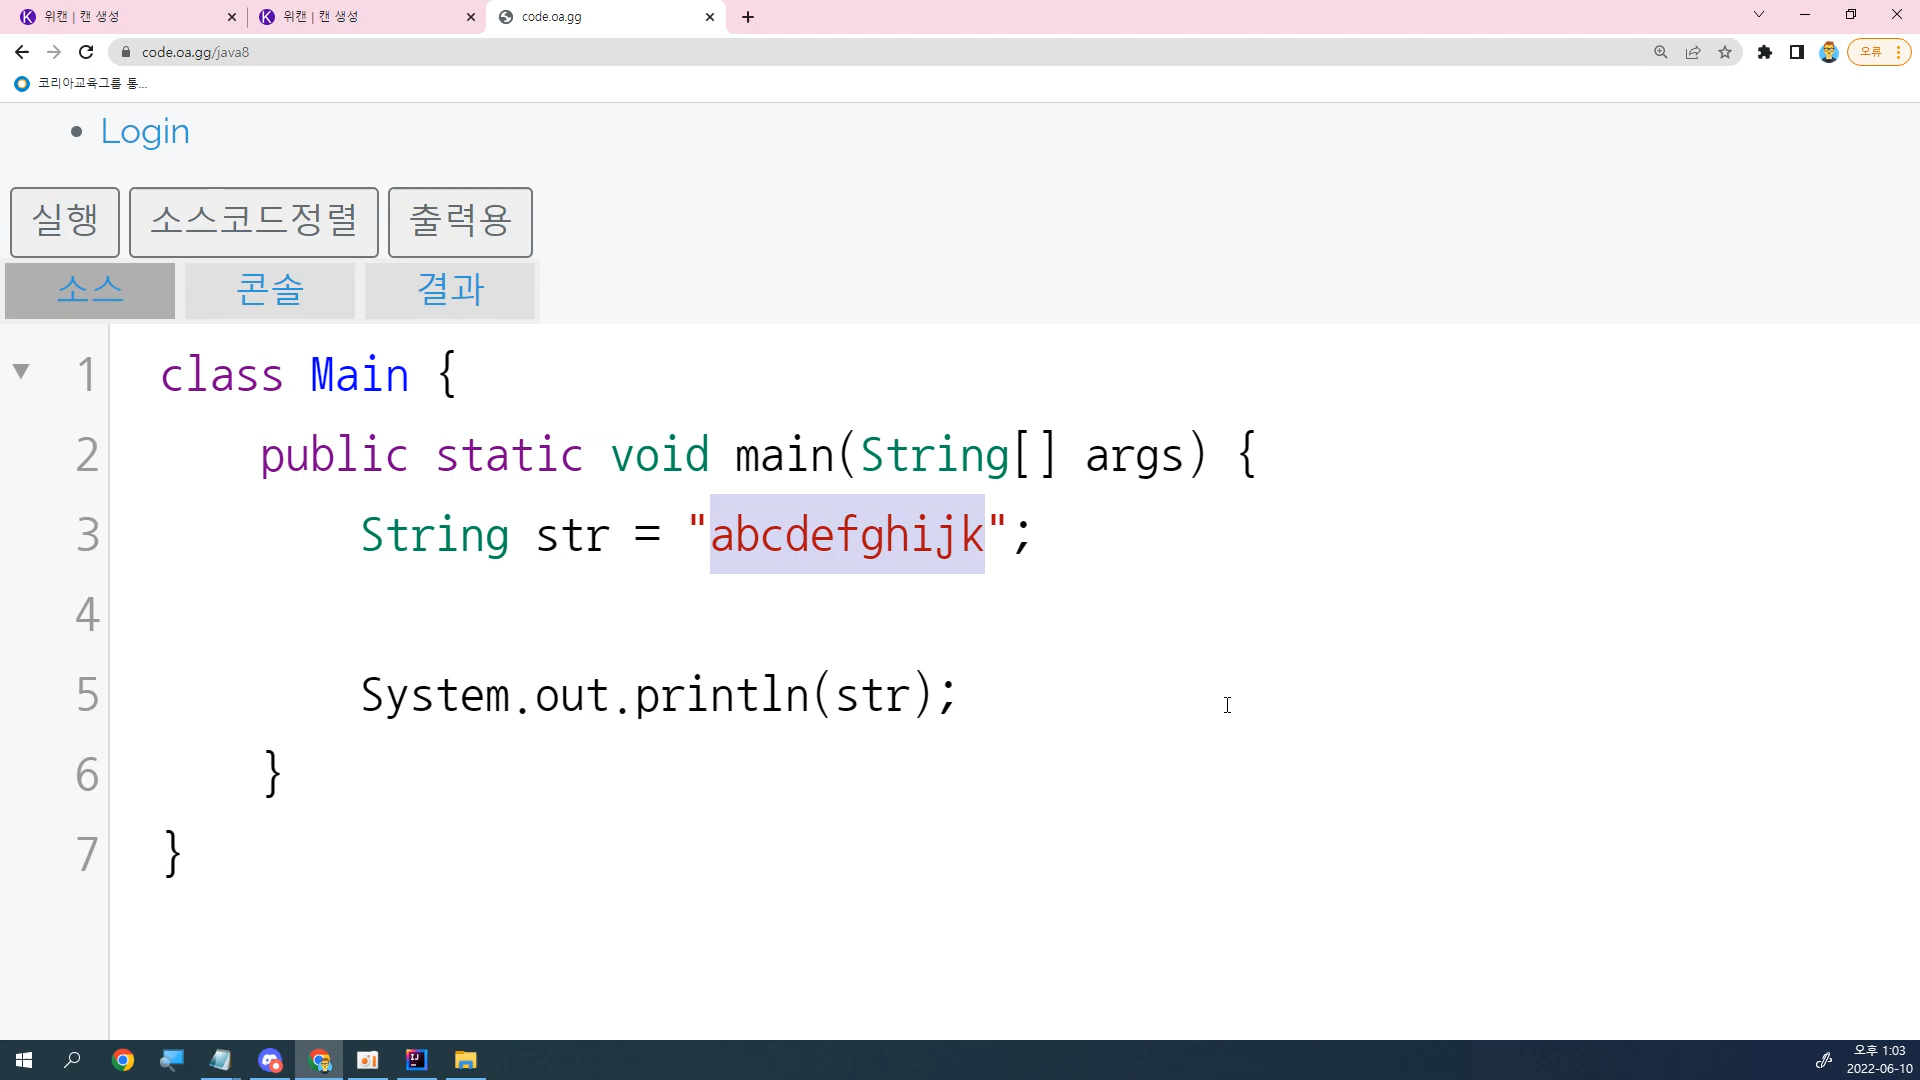 위캔 | 캔 생성
위캔 | 캔 생성
code.oa.gg
code.oa.gg/java8
오류
코리아교육그룹 통...
Login
실행 소스코드정렬 출력용
소스 콘솔 결과
1 class Main {
2 public static void main(String[] args) {
3 String str = "abcdefghijk";
4
5 System.out.println(str);
6 }
7 }
오후 1:03
2022-06-10